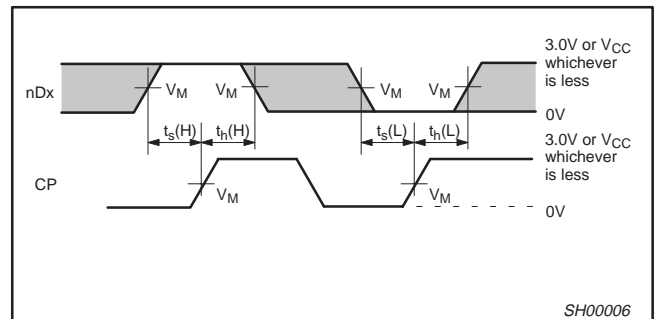 3.0V or VCC
whichever
is less
nDx
VM VM VM VM
0V
ts(H) th(H) ts(L) th(L)
3.0V or VCC
whichever
is less
CP
VM VM
0V
SH00006